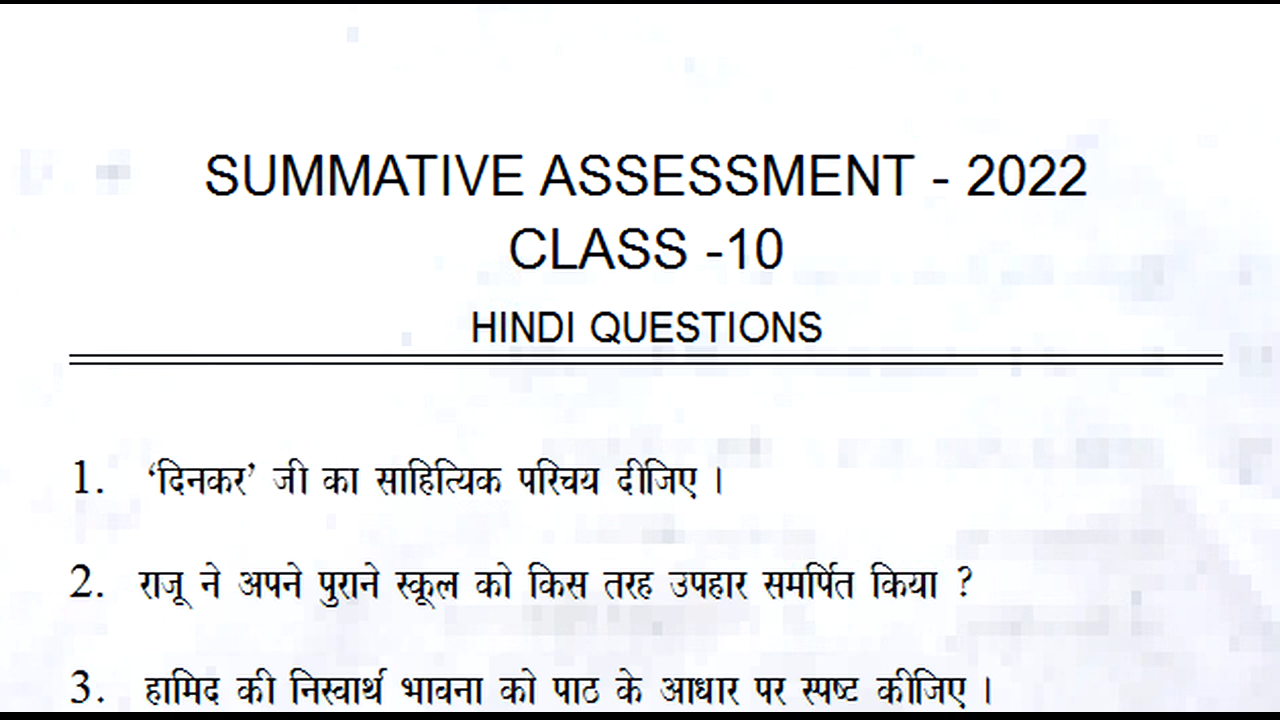 SUMMATIVE ASSESSMENT - 2022
CLASS -10
HINDI QUESTIONS
1. ‘दिनकर’ जी का साहित्यिक परिचय दीजिए ।
2. राजू ने अपने पुराने स्कूल को किस तरह उपहार समर्पित किया ?
3. हामिद की निस्वार्थ भावना को पाठ के आधार पर स्पष्ट कीजिए ।